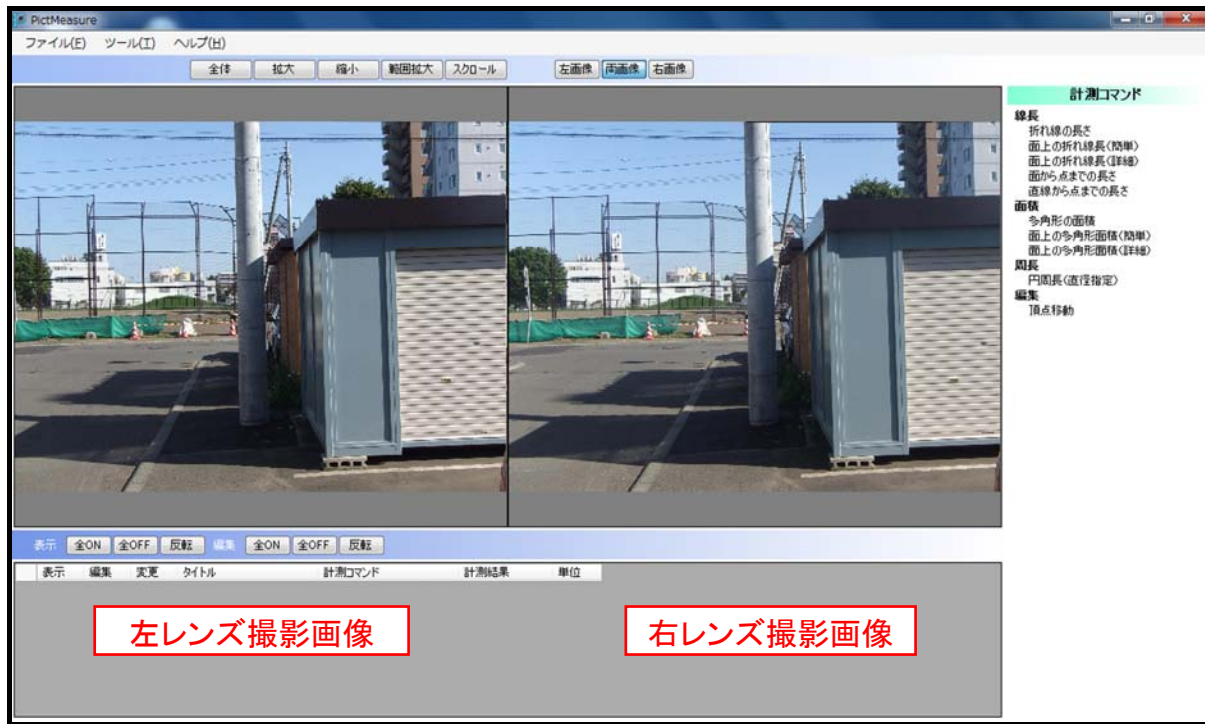 PictMeasure
ファイル(F) ツール(T) ヘルプ(H)
全体 拡大 縮小 範囲拡大 スクロール 左画像 両画像 右画像
計測コマンド
線長
折れ線の長さ
面上の折れ線長(簡単)
面上の折れ線長(詳細)
面から点までの長さ
直線から点までの長さ
面積
多角形の面積
面上の多角形面積(簡単)
面上の多角形面積(詳細)
周長
円周長(直径指定)
編集
頂点移動
表示 全ON 全OFF 反転 編集 全ON 全OFF 反転
表示 編集 変更 タイトル 計測コマンド 計測結果 単位
左レンズ撮影画像 右レンズ撮影画像